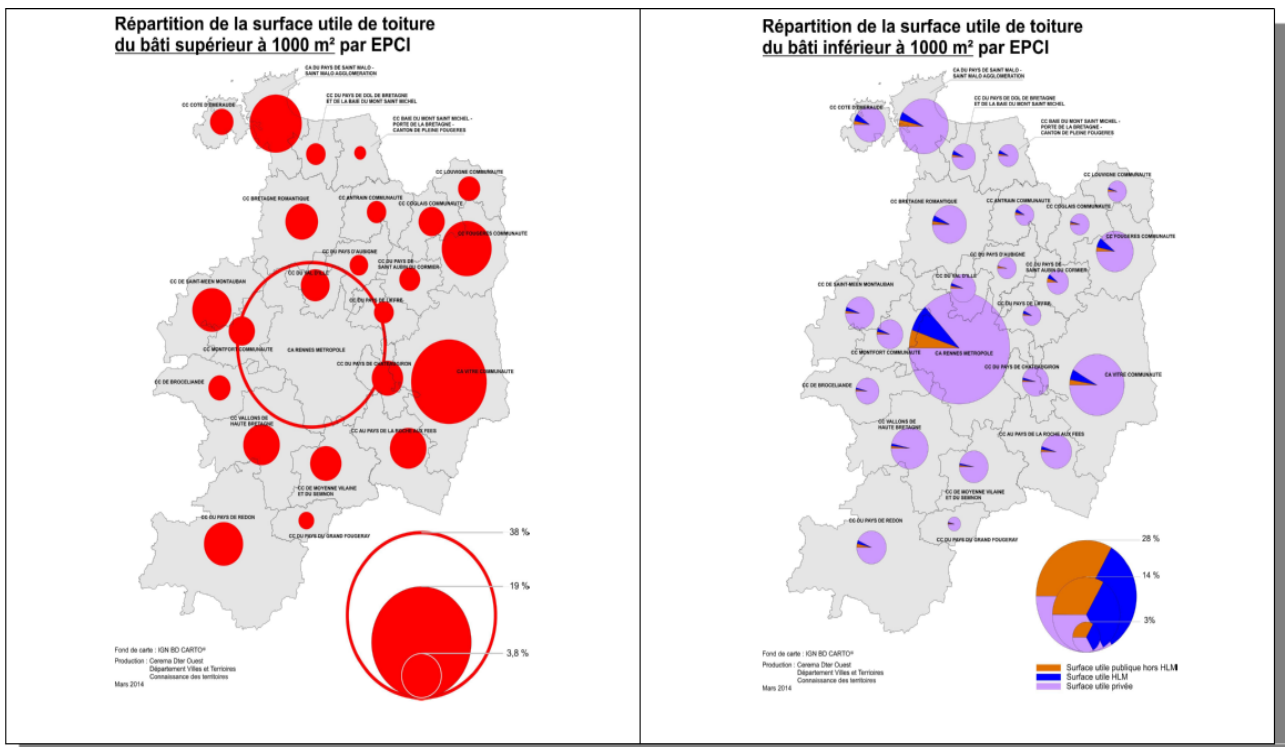 Répartition de la surface utile de toiture
du bâti supérieur à 1000 m² par EPCI
CA DU PAYS DE SAINT MALO -
SAINT MALO AGGLOMERATION
CC DU PAYS DE DOL DE BRETAGNE
ET DE LA BAIE DU MONT SAINT MICHEL
CC COTE D'EMERAUDE
CC BAIE DU MONT SAINT MICHEL -
PORTE DE LA BRETAGNE -
CANTON DE PLEINE FOUGERES
CC LOUVIGNE COMMUNAUTE
CC BRETAGNE ROMANTIQUE
CC ANTRAIN COMMUNAUTE
CC COGLAIS COMMUNAUTE
CC FOUGERES COMMUNAUTE
CC DU PAYS D'AUBIGNE
CC DU PAYS DE
SAINT AUBIN DU CORMIER
CC DU VAL D'ILLE
CC DE SAINT-MEEN MONTAUBAN
CC DU PAYS DE LIFFRE
CC MONTFORT COMMUNAUTE
CA RENNES METROPOLE
CC DU PAYS DE CHATEAUGIRON
CA VITRE COMMUNAUTE
CC DE BROCELIANDE
CC VALLONS DE
HAUTE BRETAGNE
CC AU PAYS DE LA ROCHE AUX FEES
CC DE MOYENNE VILAINE
ET DU SEMNON
CC DU PAYS DE REDON
CC DU PAYS DU GRAND FOUGERAY
38 %
19 %
3,8 %
Fond de carte : IGN BD CARTO®
Production : Cerema Dter Ouest
Département Villes et Terrioires
Connaissance des territoires
Mars 2014
Répartition de la surface utile de toiture
du bâti inférieur à 1000 m² par EPCI
CA DU PAYS DE SAINT MALO -
SAINT MALO AGGLOMERATION
CC DU PAYS DE DOL DE BRETAGNE
ET DE LA BAIE DU MONT SAINT MICHEL
CC COTE D'EMERAUDE
CC BAIE DU MONT SAINT MICHEL -
PORTE DE LA BRETAGNE -
CANTON DE PLEINE FOUGERES
CC LOUVIGNE COMMUNAUTE
CC BRETAGNE ROMANTIQUE
CC ANTRAIN COMMUNAUTE
CC COGLAIS COMMUNAUTE
CC FOUGERES COMMUNAUTE
CC DU PAYS D'AUBIGNE
CC DU PAYS DE
SAINT AUBIN DU CORMIER
CC DU VAL D'ILLE
CC DE SAINT-MEEN MONTAUBAN
CC DU PAYS DE LIFFRE
CC MONTFORT COMMUNAUTE
CA RENNES METROPOLE
CC DU PAYS DE CHATEAUGIRON
CA VITRE COMMUNAUTE
CC DE BROCELIANDE
CC VALLONS DE
HAUTE BRETAGNE
CC AU PAYS DE LA ROCHE AUX FEES
CC DE MOYENNE VILAINE
ET DU SEMNON
CC DU PAYS DE REDON
CC DU PAYS DU GRAND FOUGERAY
28 %
14 %
3%
Fond de carte : IGN BD CARTO®
Production : Cerema Dter Ouest
Département Villes et Terrioires
Connaissance des territoires
Mars 2014
Surface utile publique hors HLM
Surface utile HLM
Surface utile privée